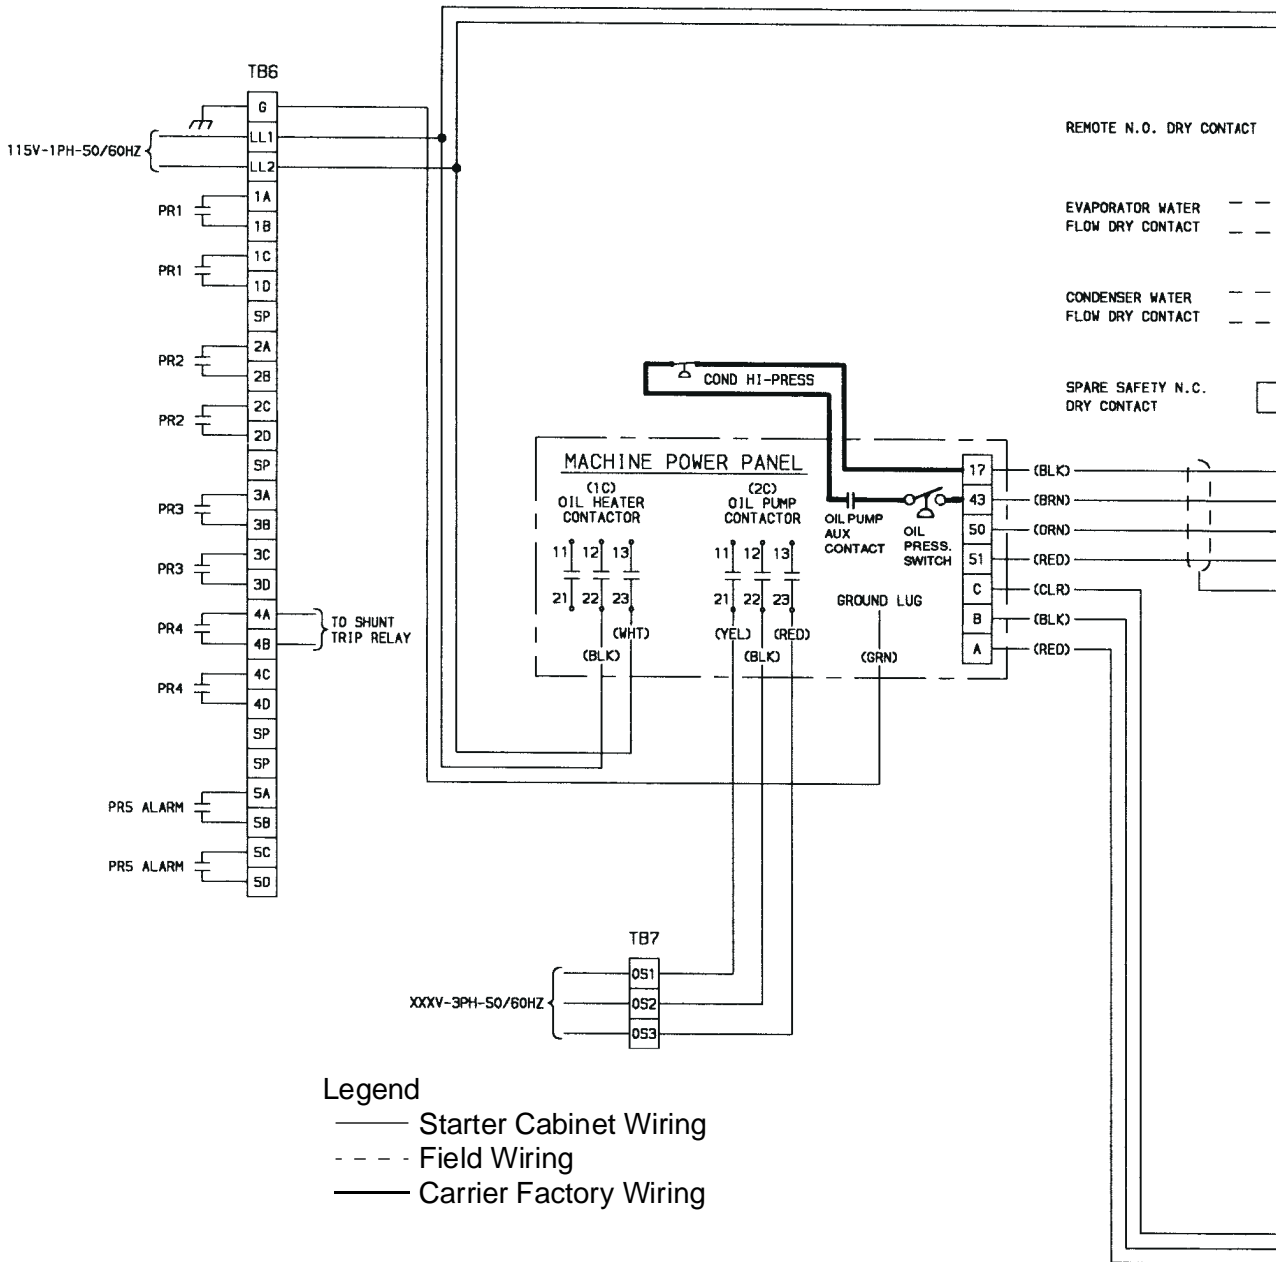 TB6
G
115V-1PH-50/60HZ
LL1
LL2
PR1
1A
1B
PR1
1C
1D
SP
PR2
2A
2B
PR2
2C
2D
SP
PR3
3A
3B
PR3
3C
3D
PR4
4A
4B
TO SHUNT
TRIP RELAY
PR4
4C
4D
SP
SP
PR5 ALARM
5A
5B
PR5 ALARM
5C
5D
REMOTE N.O. DRY CONTACT
EVAPORATOR WATER
FLOW DRY CONTACT
CONDENSER WATER
FLOW DRY CONTACT
SPARE SAFETY N.C.
DRY CONTACT
COND HI-PRESS
MACHINE POWER PANEL
(1C)
OIL HEATER
CONTACTOR
11 12 13
21 22 23
(WHT)
(BLK)
(2C)
OIL PUMP
CONTACTOR
11 12 13
21 22 23
(YEL) (RED)
(BLK)
OIL PUMP
AUX
CONTACT
OIL
PRESS.
SWITCH
GROUND LUG
(GRN)
17 (BLK)
43 (BRN)
50 (ORN)
51 (RED)
C (CLR)
B (BLK)
A (RED)
TB7
XXXV-3PH-50/60HZ
OS1
OS2
OS3
Legend
Starter Cabinet Wiring
Field Wiring
Carrier Factory Wiring